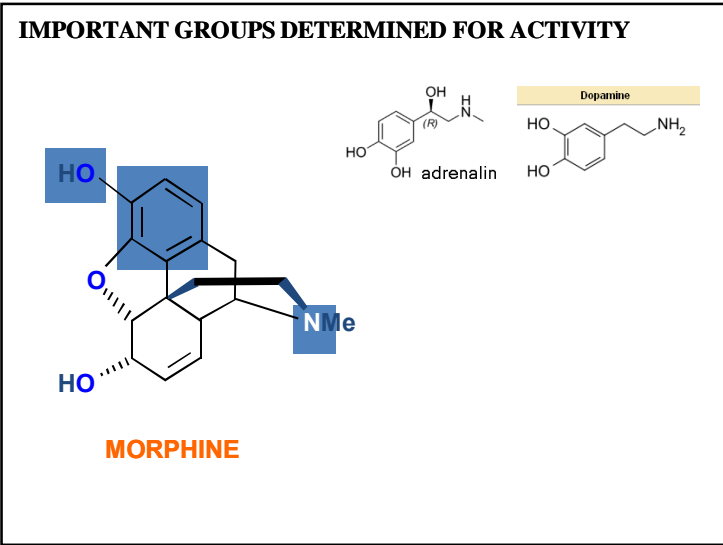 IMPORTANT GROUPS DETERMINED FOR ACTIVITY
OH
H
N
(R)
HO
OH
adrenalin
Dopamine
HO
NH2
HO
HO
O
NMe
HO
MORPHINE